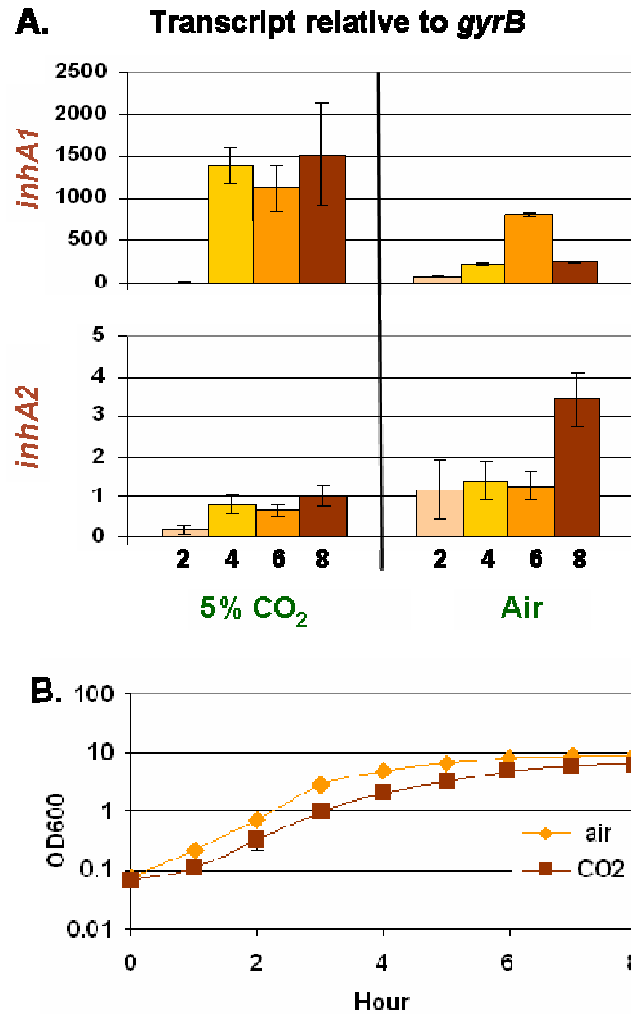 A. Transcript relative to gyrB
inhA1
2500
2000
1500
1000
500
0
inhA2
5
4
3
2
1
0
2 4 6 8 2 4 6 8
5% CO2 Air
B.
OD600
100
10
1
0.1
0.01
air
CO2
0 2 4 6 8
Hour